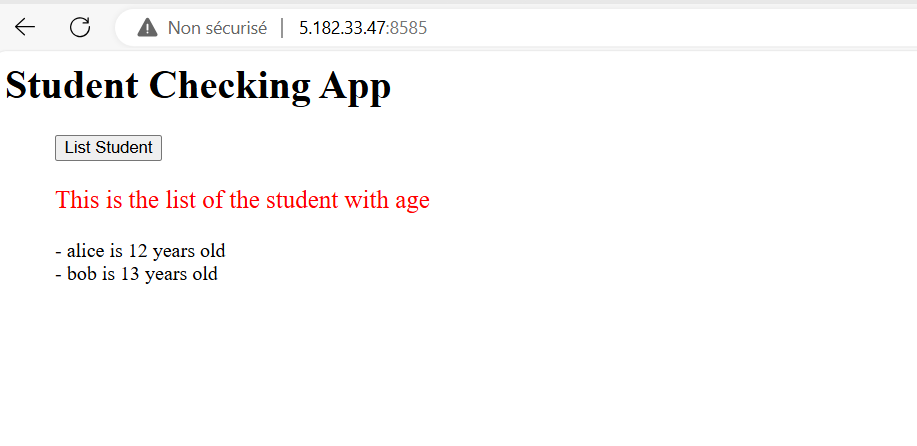 Non sécurisé | 5.182.33.47:8585
Student Checking App
List Student
This is the list of the student with age
- alice is 12 years old
- bob is 13 years old